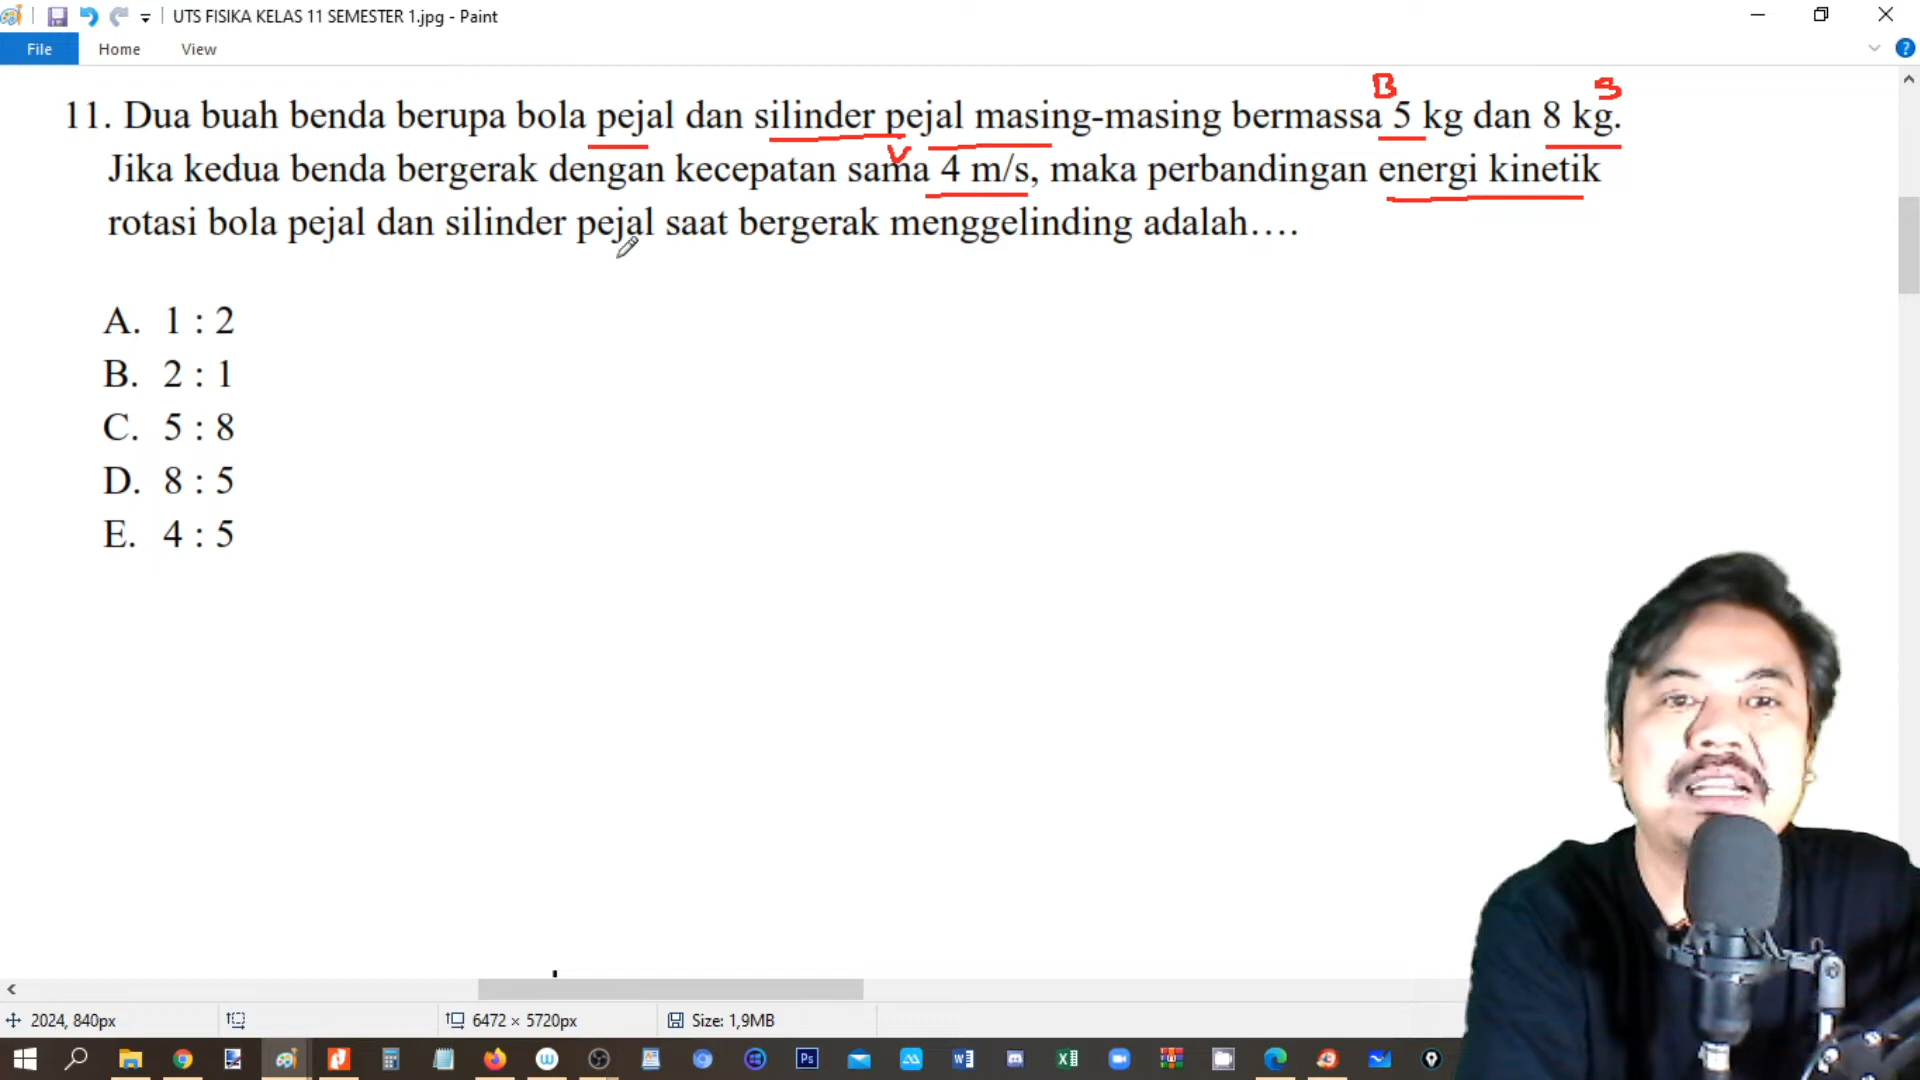 UTS FISIKA KELAS 11 SEMESTER 1.jpg - Paint
File Home View
B S
11. Dua buah benda berupa bola pejal dan silinder pejal masing-masing bermassa 5 kg dan 8 kg.
V
Jika kedua benda bergerak dengan kecepatan sama 4 m/s, maka perbandingan energi kinetik
rotasi bola pejal dan silinder pejal saat bergerak menggelinding adalah….
A. 1 : 2
B. 2 : 1
C. 5 : 8
D. 8 : 5
E. 4 : 5
2024, 840px 6472 × 5720px Size: 1,9MB